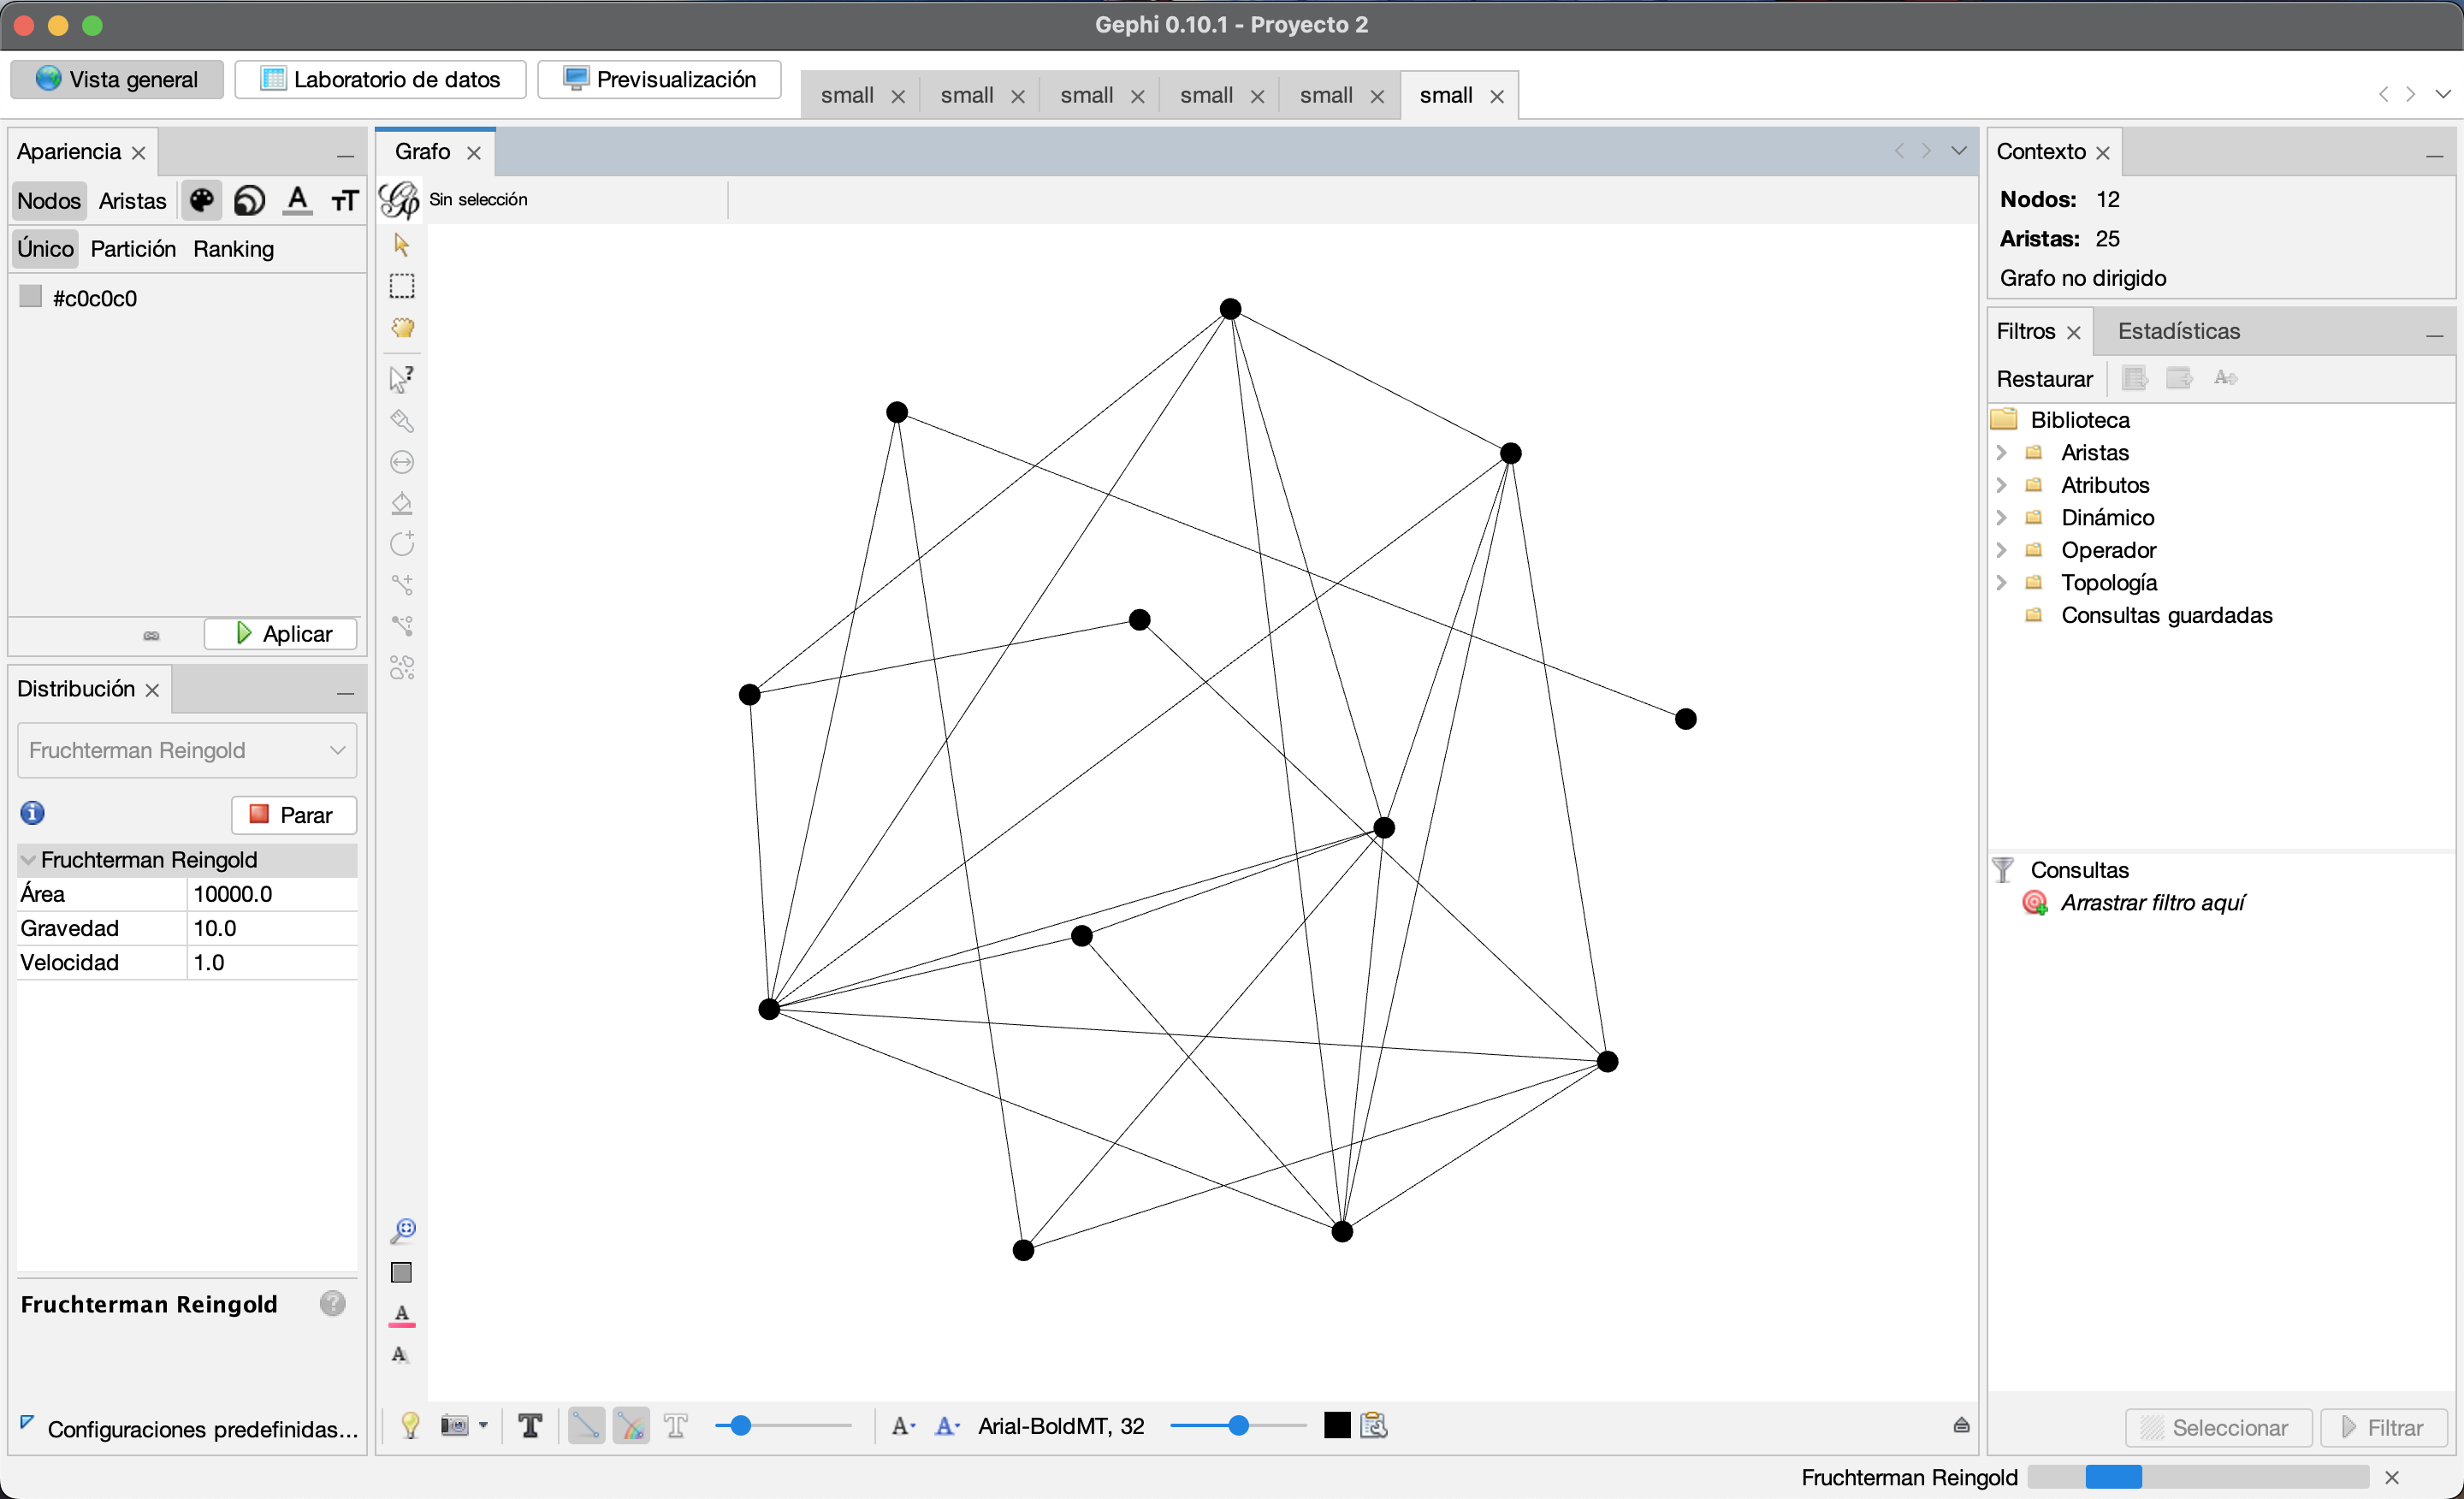 Gephi 0.10.1 - Proyecto 2
Vista general
Laboratorio de datos
Previsualización
small
small
small
small
small
small
Apariencia
Nodos
Aristas
A
TT
Único
Partición
Ranking
#c0c0c0
Aplicar
Distribución
Fruchterman Reingold
Parar
Fruchterman Reingold
Área 10000.0
Gravedad 10.0
Velocidad 1.0
Fruchterman Reingold
?
Configuraciones predefinidas...
Grafo
Sin selección
Arial-BoldMT, 32
Contexto
Nodos: 12
Aristas: 25
Grafo no dirigido
Filtros
Estadísticas
Restaurar
Biblioteca
Aristas
Atributos
Dinámico
Operador
Topología
Consultas guardadas
Consultas
Arrastrar filtro aquí
Seleccionar
Filtrar
Fruchterman Reingold